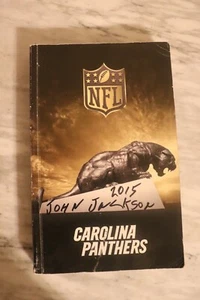 NFL
2015
JOHN JACKSON
CAROLINA
PANTHERS